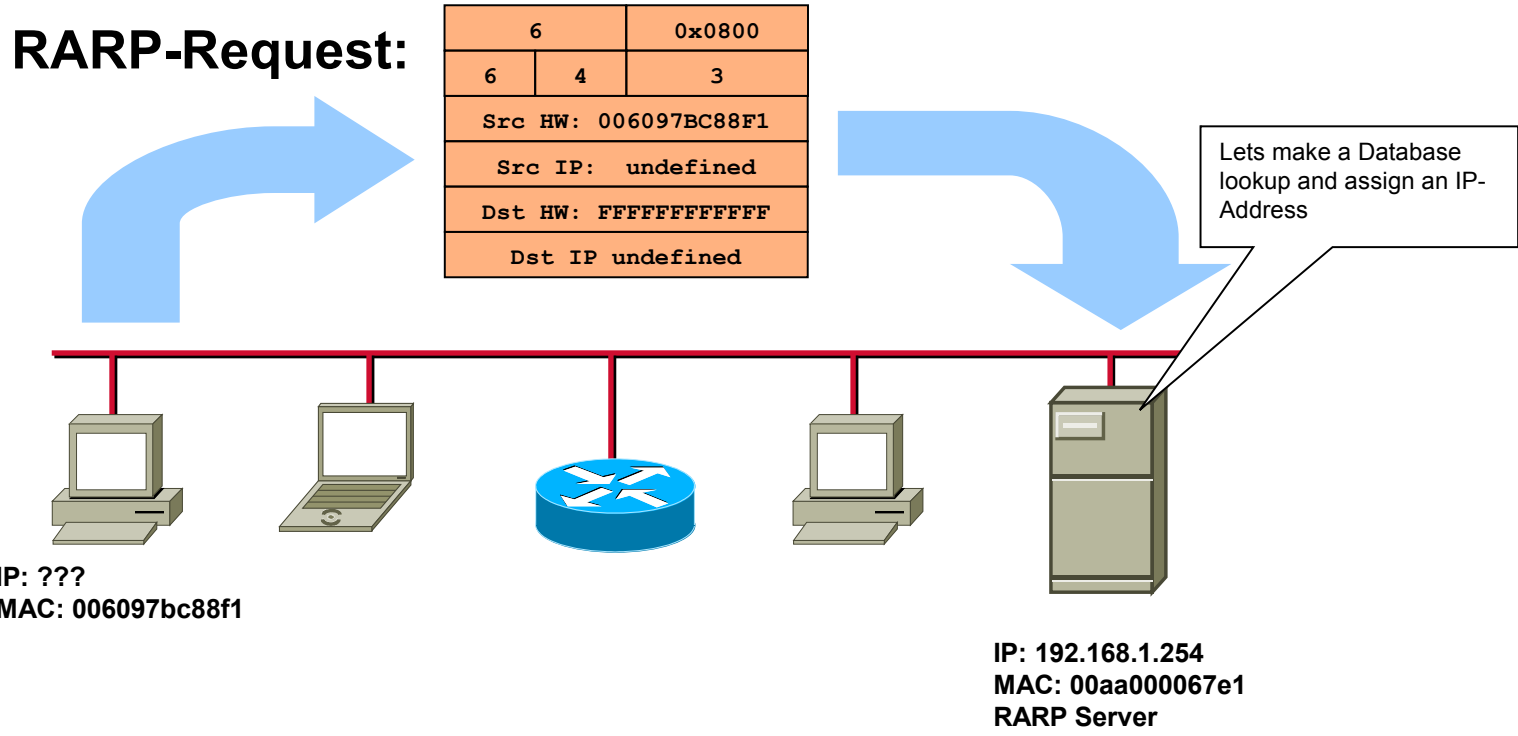 RARP-Request:
6 0x0800
6 4 3
Src HW: 006097BC88F1
Src IP: undefined
Dst HW: FFFFFFFFFFFF
Dst IP undefined
Lets make a Database
lookup and assign an IP-
Address
IP: ???
MAC: 006097bc88f1
IP: 192.168.1.254
MAC: 00aa000067e1
RARP Server